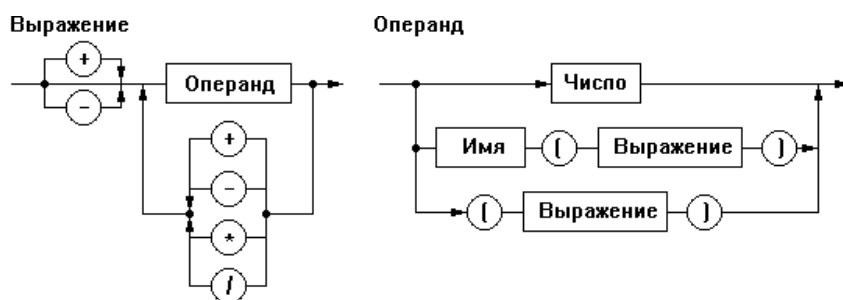 Выражение
+
-
Операнд
+
-
*
/
Операнд
Число
Имя ( Выражение )
( Выражение )